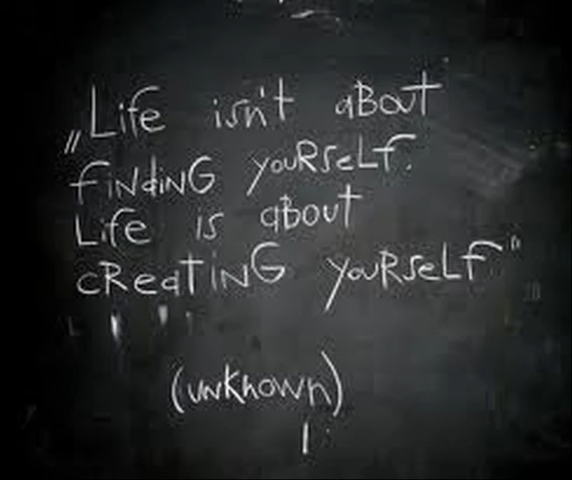 „Life isn't aBout
fiNdiNG youRseLf.
Life is about
cReatiNG youRseLf"
(unknown)